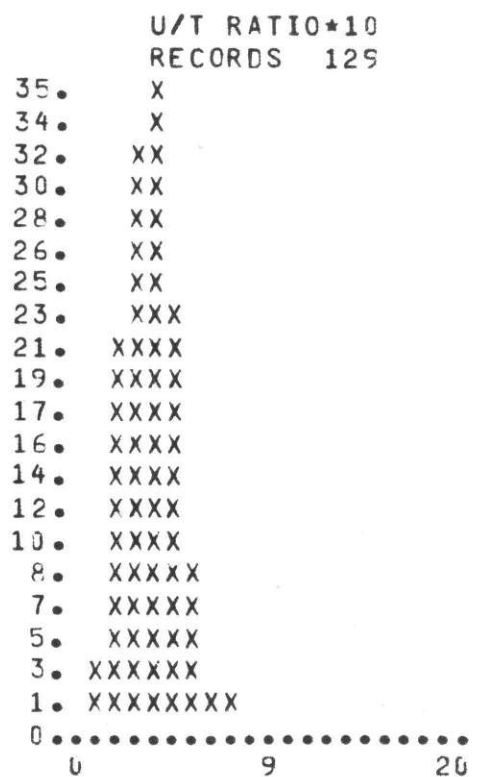 U/T RATIO*10
RECORDS 129
35. X
34. X
32. XX
30. XX
28. XX
26. XX
25. XX
23. XXX
21. XXXX
19. XXXX
17. XXXX
16. XXXX
14. XXXX
12. XXXX
10. XXXX
8. XXXXX
7. XXXXX
5. XXXXX
3. XXXXXX
1. XXXXXXXX
0......................
0 9 20